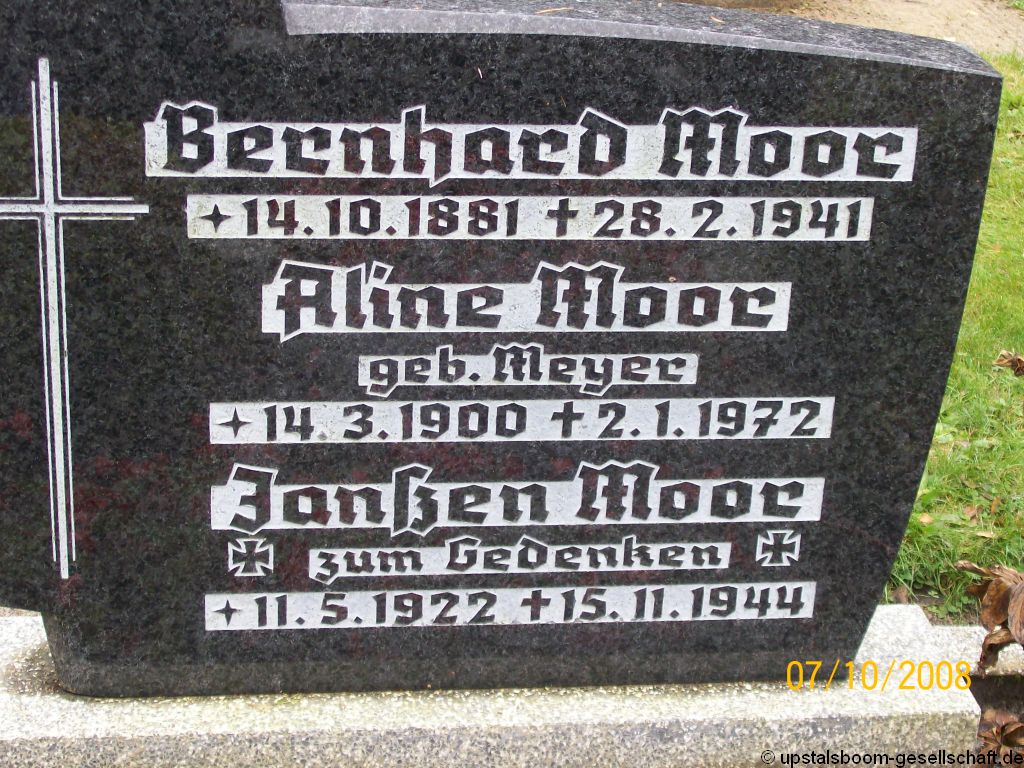 Bernhard Moor
14.10.1881 28.2.1941
Aline Moor
geb. Meyer
14.3.1900 2.1.1972
Janßen Moor
zum Gedenken
11.5.1922 15.11.1944
07/10/2008
© upstalsboom-gesellschaft.de